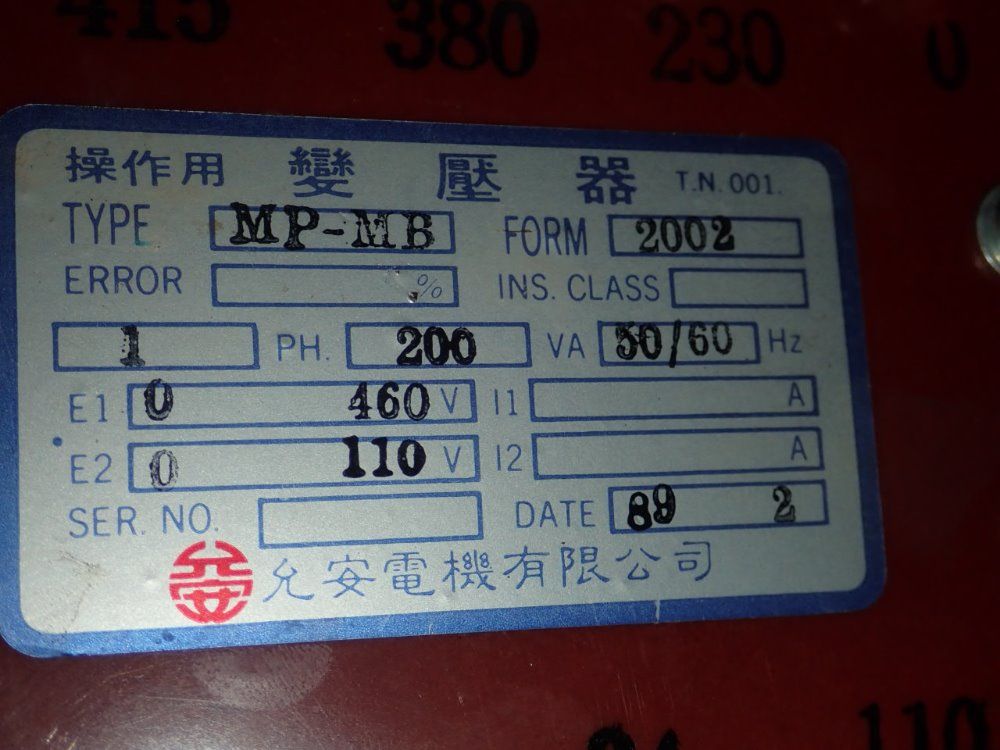 415 380 230 0
操作用 變壓器 T.N. 001.
TYPE MP-MB FORM 2002
ERROR % INS. CLASS
1 PH. 200 VA 50/60 Hz
E1 0 460 V I1 A
E2 0 110 V I2 A
SER. NO. DATE 89 2
允安 允安電機有限公司
110